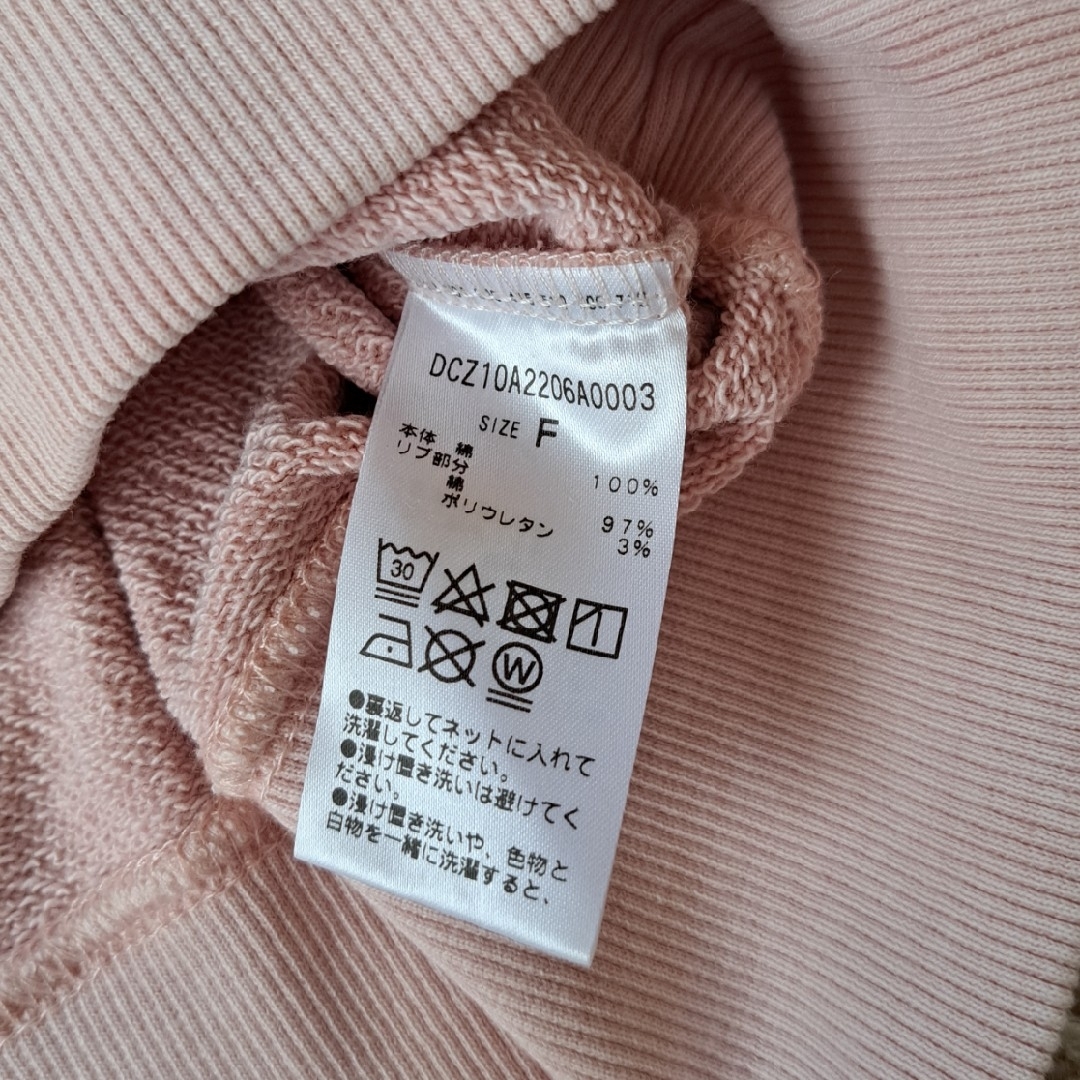 DCZ10A2206A0003
SIZE F
本体 綿 100%
リブ部分
綿 97%
ポリウレタン 3%
30
W
●裏返してネットに入れて
洗濯してください。
●浸け置き洗いは避けてく
ださい。
●浸け置き洗いや、色物と
白物を一緒に洗濯すると、